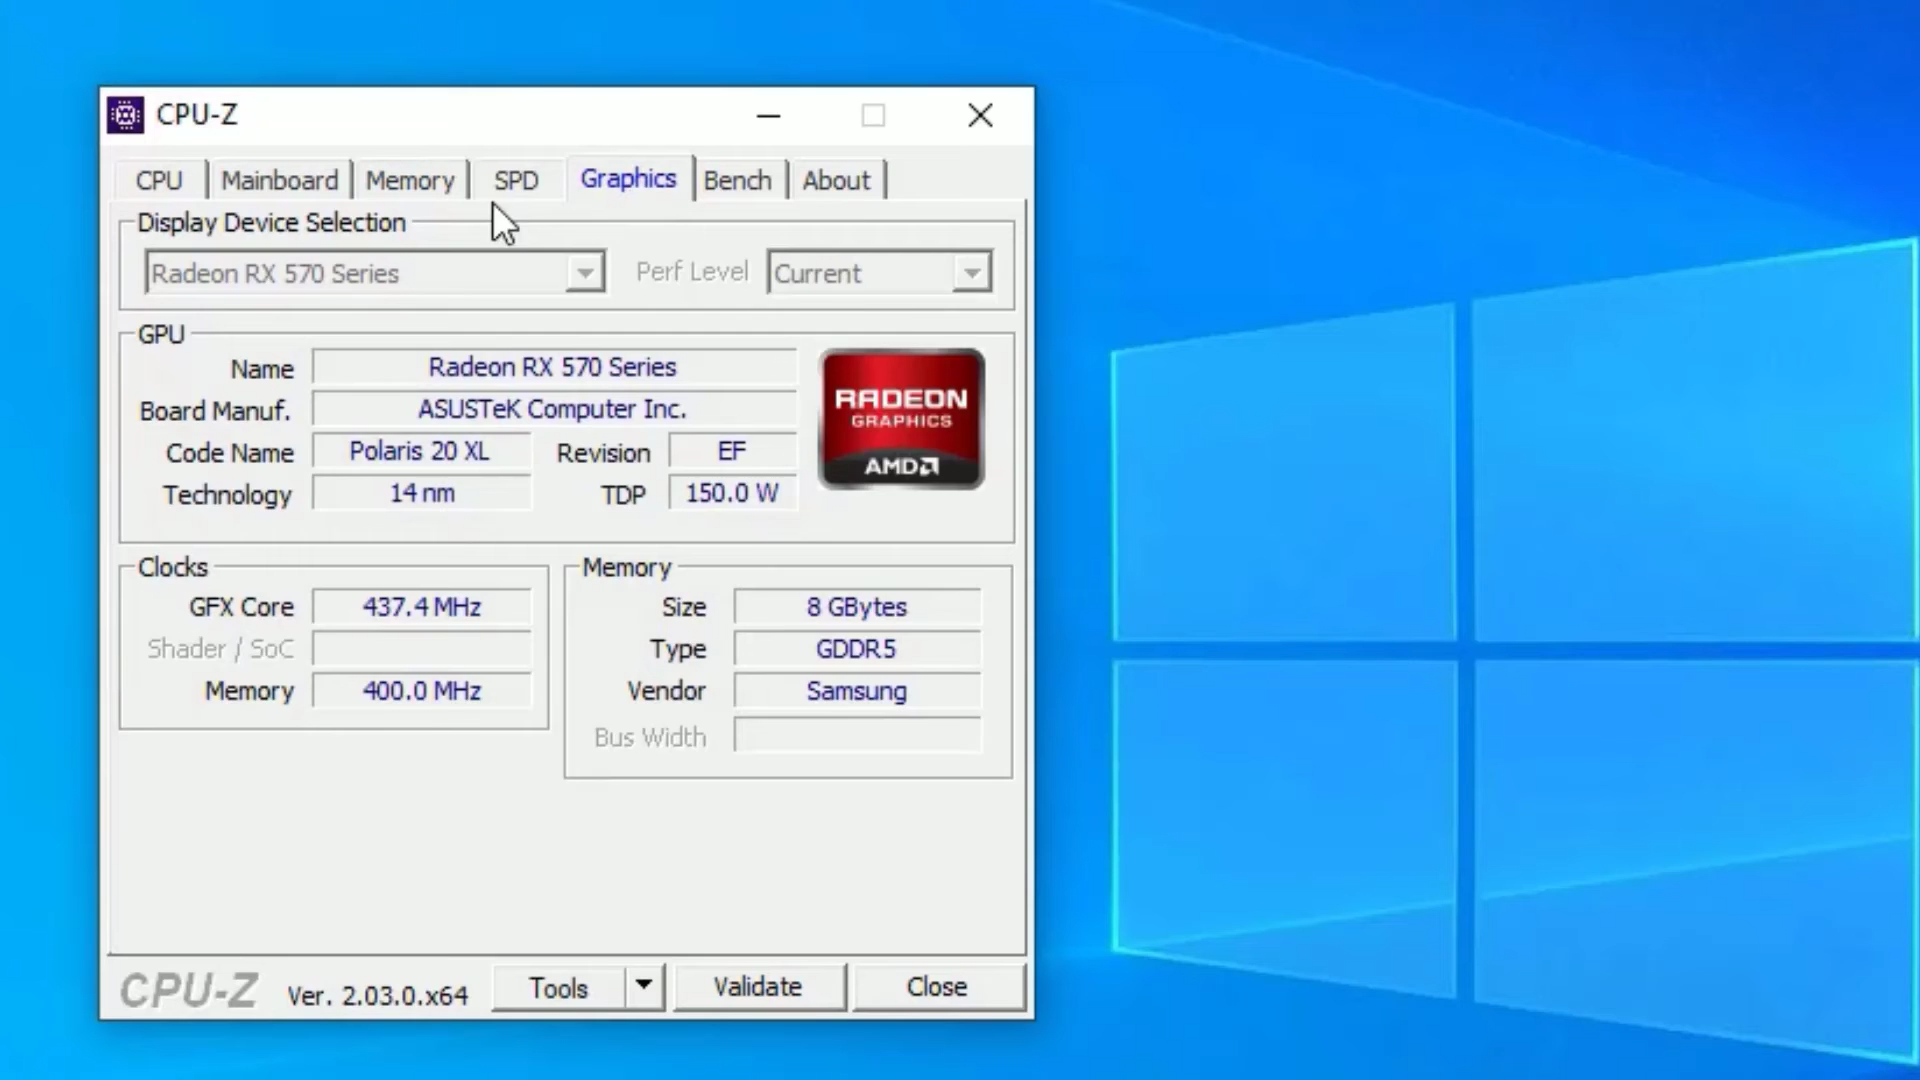 CPU-Z
CPU Mainboard Memory SPD Graphics Bench About
Display Device Selection
Radeon RX 570 Series Perf Level Current
GPU
Name Radeon RX 570 Series
Board Manuf. ASUSTeK Computer Inc.
Code Name Polaris 20 XL Revision EF
Technology 14 nm TDP 150.0 W
RADEON
GRAPHICS
AMD
Clocks
GFX Core 437.4 MHz
Shader / SoC
Memory 400.0 MHz
Memory
Size 8 GBytes
Type GDDR5
Vendor Samsung
Bus Width
CPU-Z Ver. 2.03.0.x64 Tools Validate Close